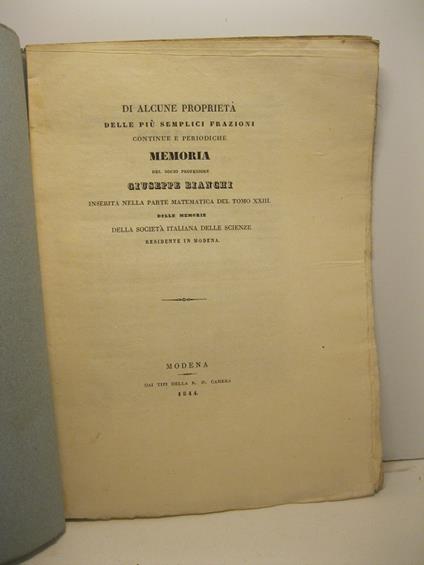 DI ALCUNE PROPRIETÀ
DELLE PIÙ SEMPLICI FRAZIONI
CONTINUE E PERIODICHE
MEMORIA
DEL SOCIO PROFESSORE
GIUSEPPE BIANCHI
INSERITA NELLA PARTE MATEMATICA DEL TOMO XXIII.
DELLE MEMORIE
DELLA SOCIETÀ ITALIANA DELLE SCIENZE
RESIDENTE IN MODENA.
MODENA
DAI TIPI DELLA R. D. CAMERA
1844.